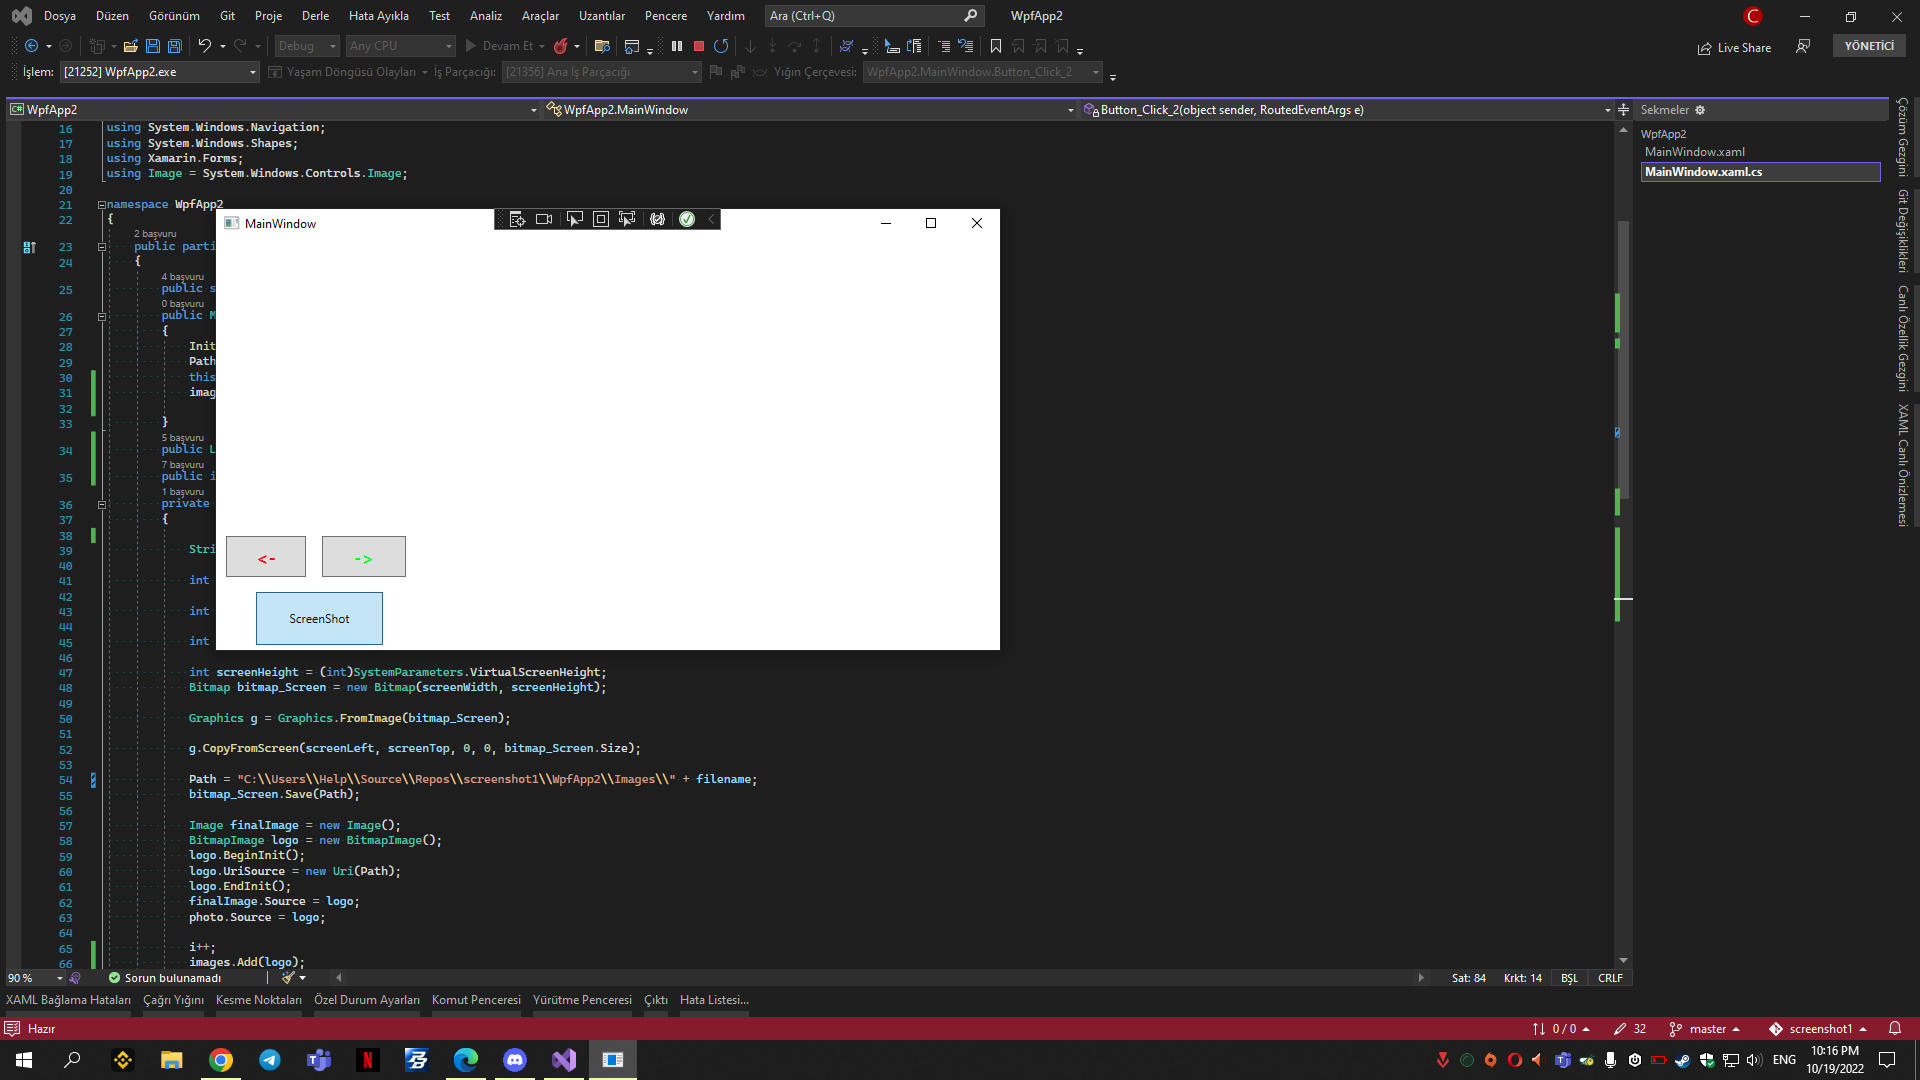 Dosya Düzen Görünüm Git Proje Derle Hata Ayıkla Test Analiz Araçlar Uzantılar Pencere Yardım Ara (Ctrl+Q) WpfApp2 C
Debug Any CPU Devam Et Live Share YÖNETİCİ
İşlem: [21252] WpfApp2.exe Yaşam Döngüsü Olayları İş Parçacığı: [21356] Ana İş Parçacığı Yığın Çerçevesi: WpfApp2.MainWindow.Button_Click_2
WpfApp2 WpfApp2.MainWindow Button_Click_2(object sender, RoutedEventArgs e) Sekmeler
WpfApp2
MainWindow.xaml
MainWindow.xaml.cs
Çözüm Gezgini
Git Değişiklikleri
Canlı Özellik Gezgini
XAML Canlı Önizlemesi
16 using System.Windows.Navigation;
17 using System.Windows.Shapes;
18 using Xamarin.Forms;
19 using Image = System.Windows.Controls.Image;
20
21 namespace WpfApp2
22 {
2 başvuru
23 public parti
24 {
4 başvuru
25 public s
0 başvuru
26 public M
27 {
28 Init
29 Path
30 this
31 imag
32
33 }
5 başvuru
34 public L
7 başvuru
35 public i
1 başvuru
36 private
37 {
38
39 Stri
40
41 int
42
43 int
44
45 int
46
47 int screenHeight = (int)SystemParameters.VirtualScreenHeight;
48 Bitmap bitmap_Screen = new Bitmap(screenWidth, screenHeight);
49
50 Graphics g = Graphics.FromImage(bitmap_Screen);
51
52 g.CopyFromScreen(screenLeft, screenTop, 0, 0, bitmap_Screen.Size);
53
54 Path = "C:\\Users\\Help\\Source\\Repos\\screenshot1\\WpfApp2\\Images\\" + filename;
55 bitmap_Screen.Save(Path);
56
57 Image finalImage = new Image();
58 BitmapImage logo = new BitmapImage();
59 logo.BeginInit();
60 logo.UriSource = new Uri(Path);
61 logo.EndInit();
62 finalImage.Source = logo;
63 photo.Source = logo;
64
65 i++;
66 images.Add(logo);
MainWindow
<- ->
ScreenShot
90 % Sorun bulunamadı Sat: 84 Krkt: 14 BŞL CRLF
XAML Bağlama Hataları Çağrı Yığını Kesme Noktaları Özel Durum Ayarları Komut Penceresi Yürütme Penceresi Çıktı Hata Listesi...
Hazır 0 / 0 32 master screenshot1
ENG 10:16 PM
10/19/2022